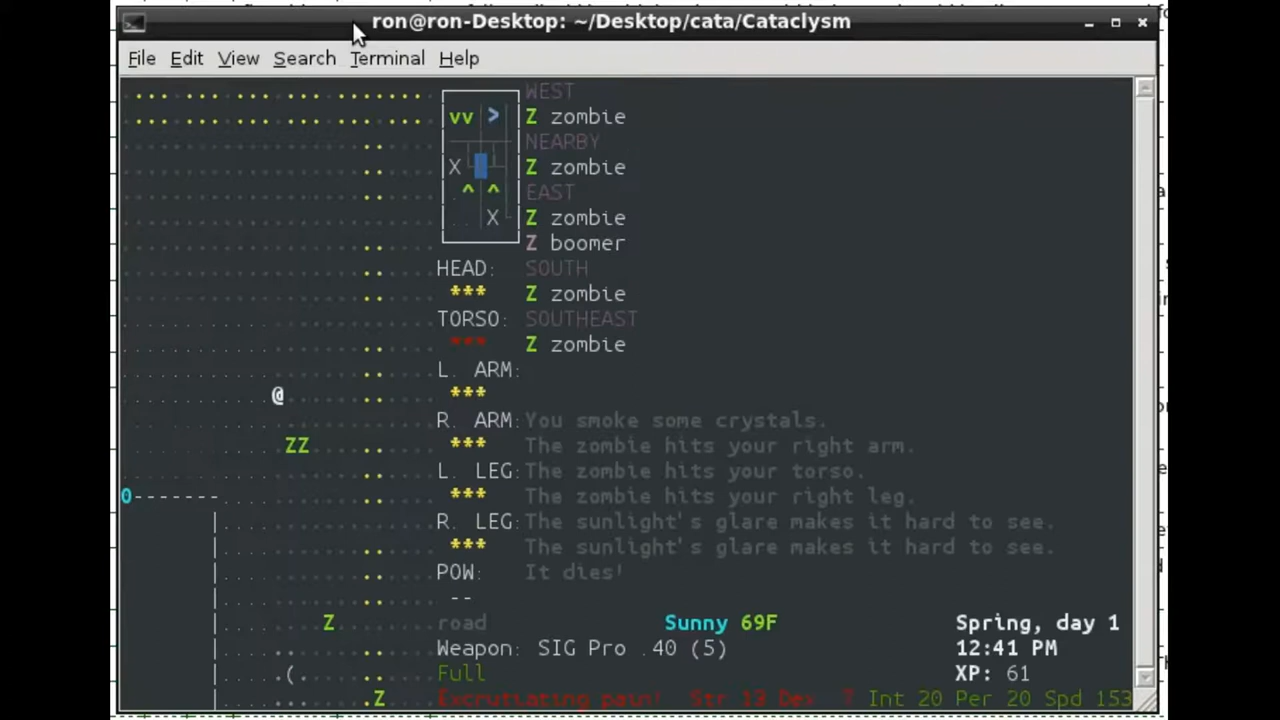 ron@ron-Desktop: ~/Desktop/cata/Cataclysm
File Edit View Search Terminal Help
WEST
vv > Z zombie
NEARBY
X Z zombie
^ ^ EAST
X Z zombie
Z boomer
HEAD: SOUTH
*** Z zombie
TORSO: SOUTHEAST
*** Z zombie
L. ARM:
***
@
R. ARM: You smoke some crystals.
ZZ *** The zombie hits your right arm.
L. LEG: The zombie hits your torso.
0------- *** The zombie hits your right leg.
R. LEG: The sunlight's glare makes it hard to see.
*** The sunlight's glare makes it hard to see.
POW: It dies!
--
Z road Sunny 69F Spring, day 1
Weapon: SIG Pro .40 (5) 12:41 PM
.( Full XP: 61
.Z Excrutiating pain! Str 13 Dex Int 20 Per 20 Spd 153